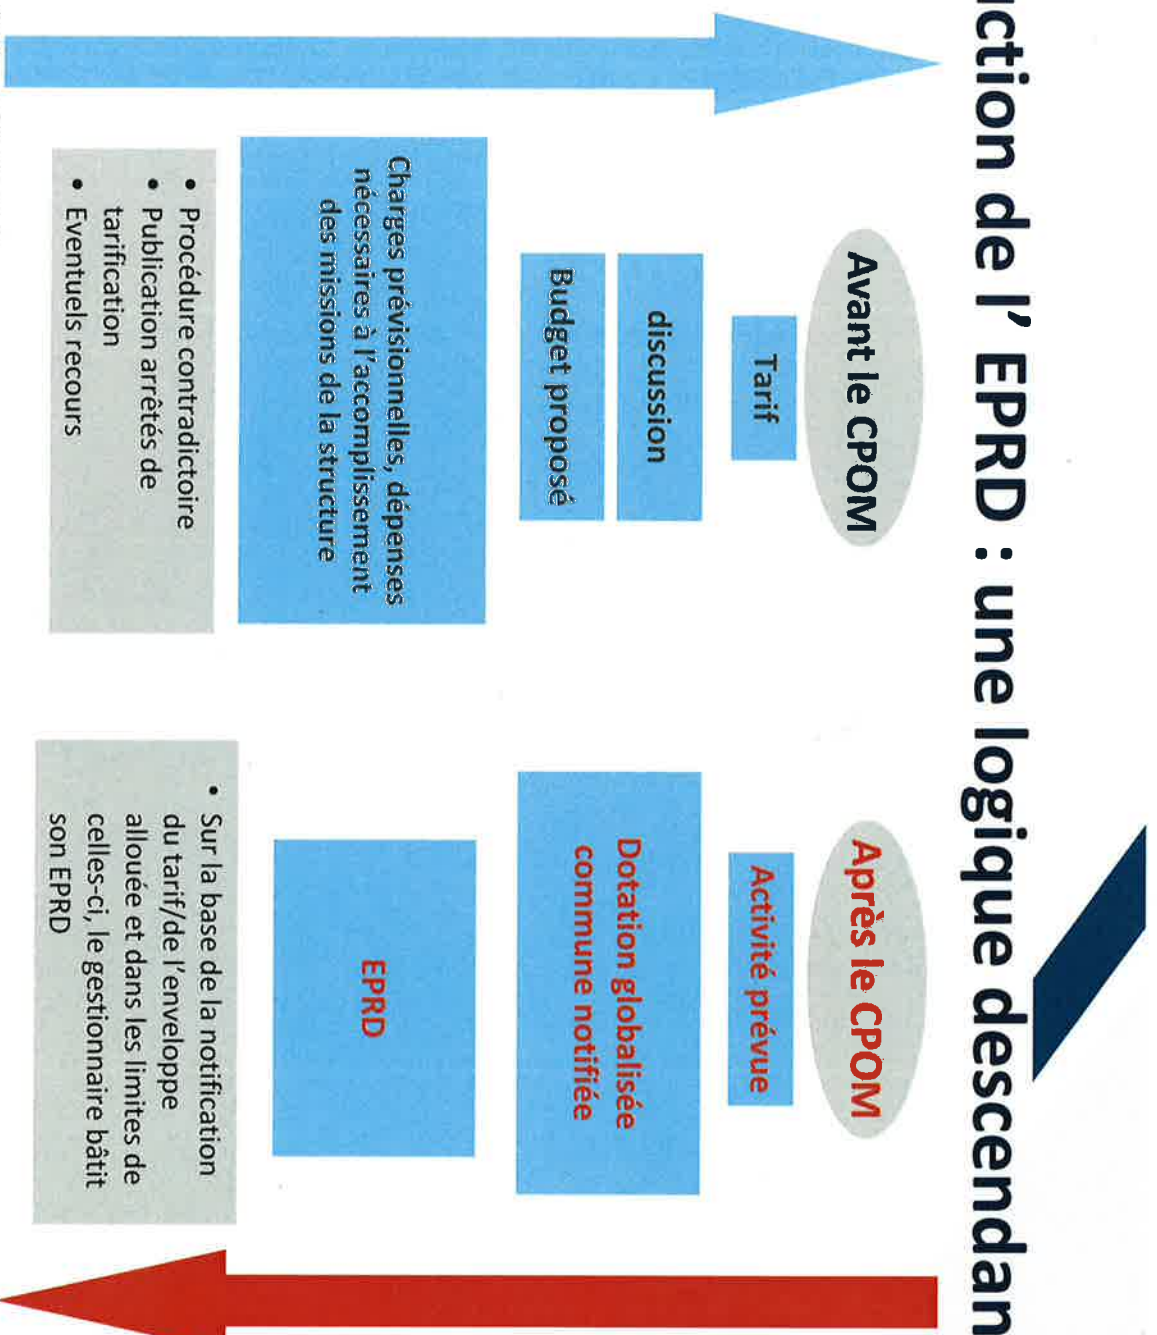 ction de l’ EPRD : une logique descendan
Avant le CPOM
Tarif
discussion
Budget proposé
Charges prévisionnelles, dépenses
nécessaires à l’accomplissement
des missions de la structure
• Procédure contradictoire
• Publication arrêtés de
tarification
• Eventuels recours
Après le CPOM
Activité prévue
Dotation globalisée
commune notifiée
EPRD
• Sur la base de la notification
du tarif/de l’enveloppe
allouée et dans les limites de
celles-ci, le gestionnaire bâtit
son EPRD